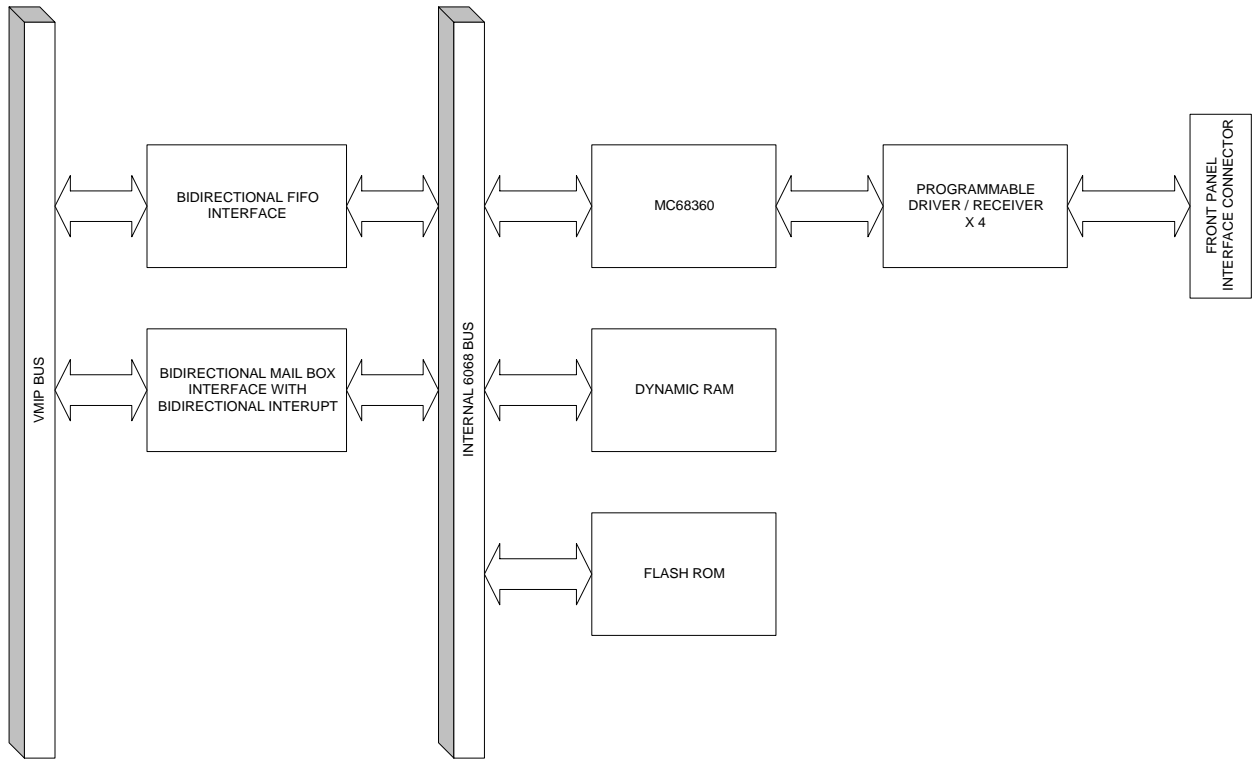 VMIP BUS
BIDIRECTIONAL FIFO
INTERFACE
BIDIRECTIONAL MAIL BOX
INTERFACE WITH
BIDIRECTIONAL INTERUPT
INTERNAL 6068 BUS
MC68360
DYNAMIC RAM
FLASH ROM
PROGRAMMABLE
DRIVER / RECEIVER
X 4
FRONT PANEL
INTERFACE CONNECTOR